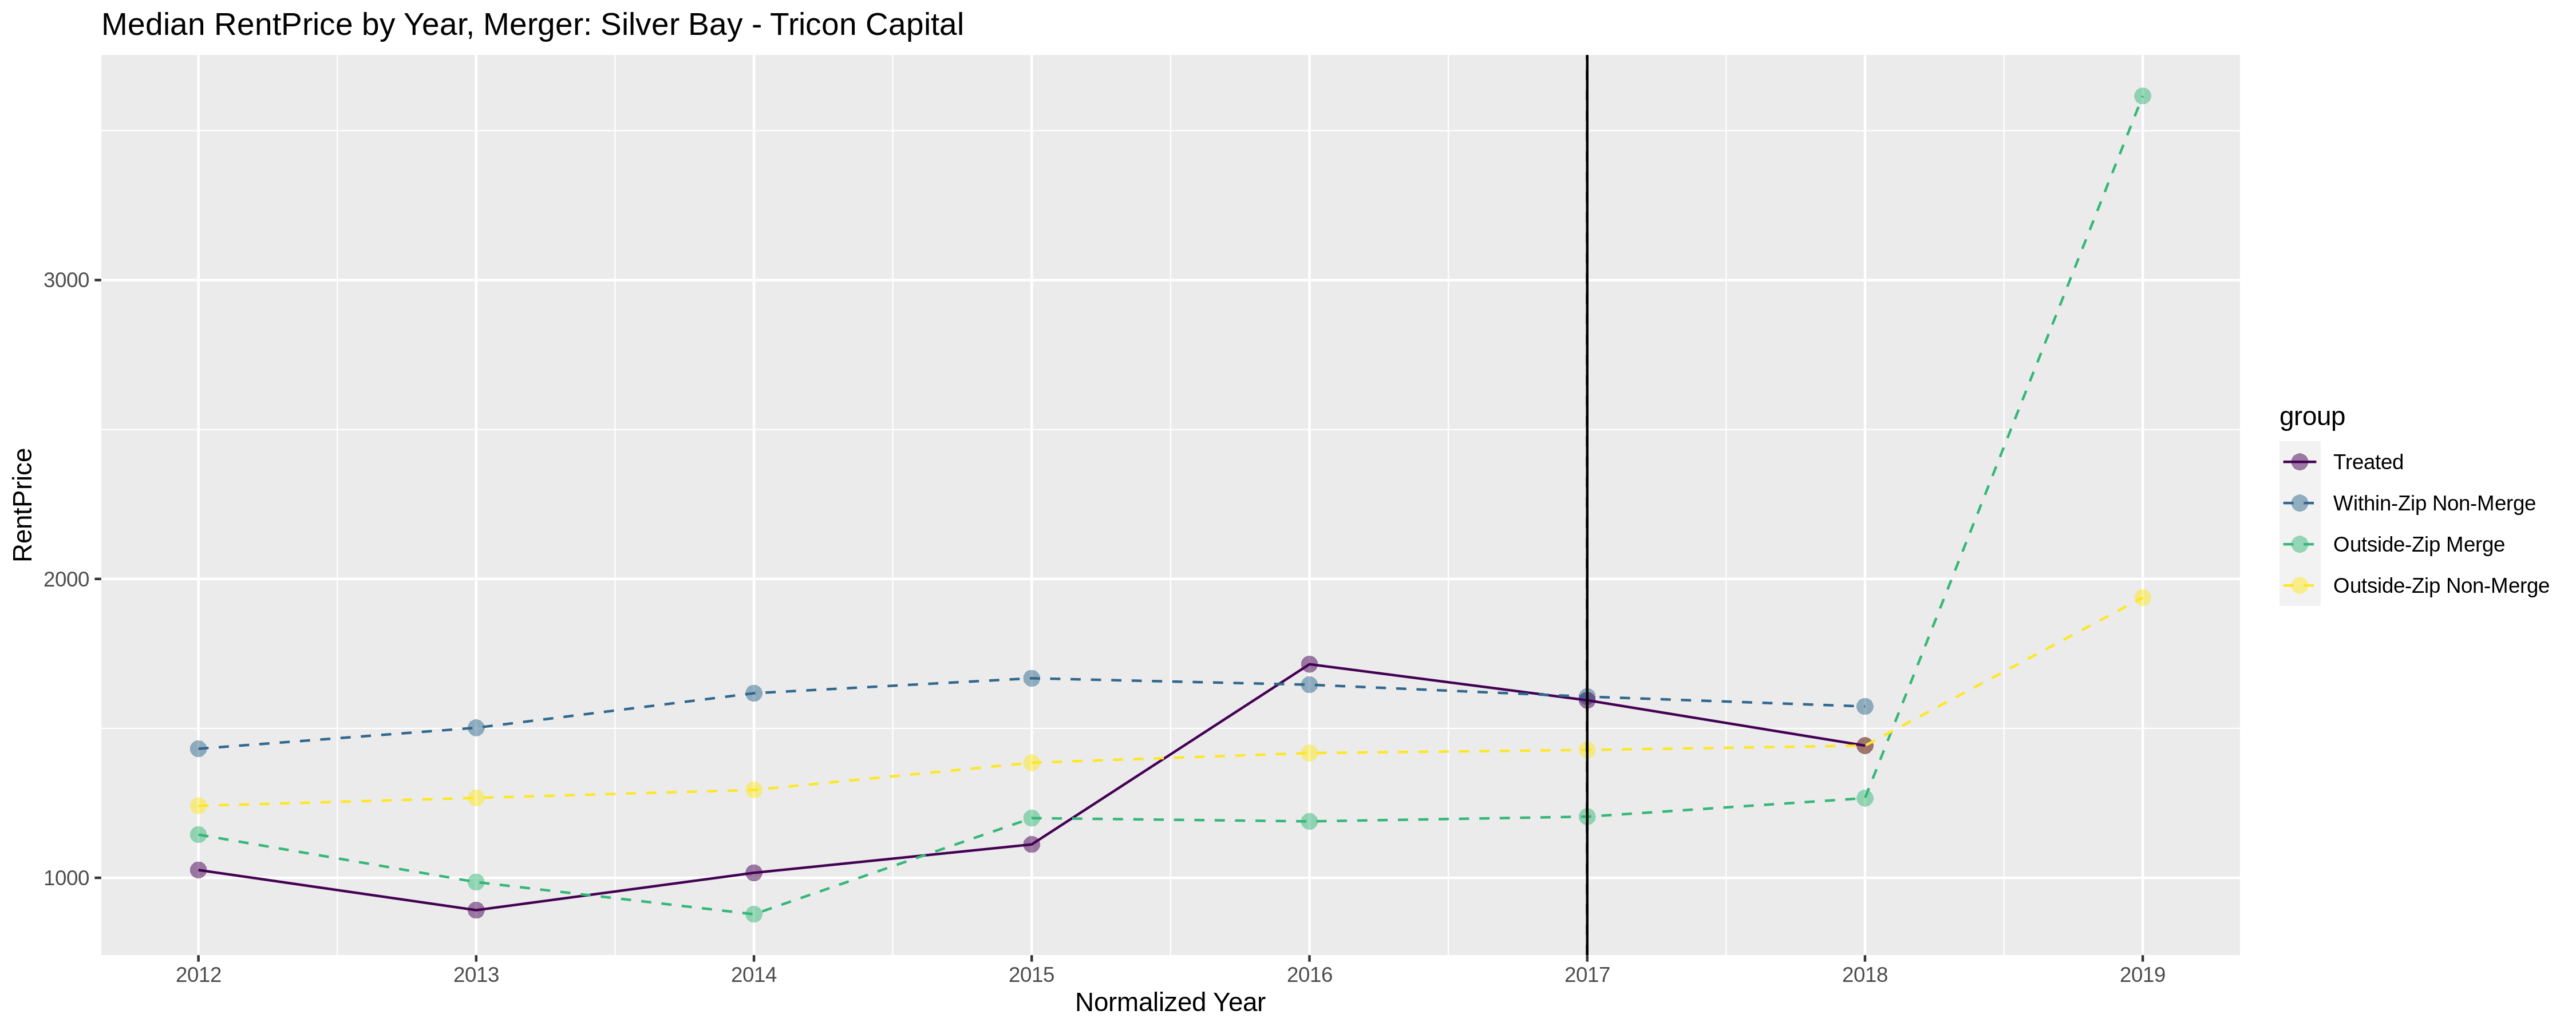 Median RentPrice by Year, Merger: Silver Bay - Tricon Capital
3000
2000
1000
RentPrice
2012 2013 2014 2015 2016 2017 2018 2019
Normalized Year
group
Treated
Within-Zip Non-Merge
Outside-Zip Merge
Outside-Zip Non-Merge